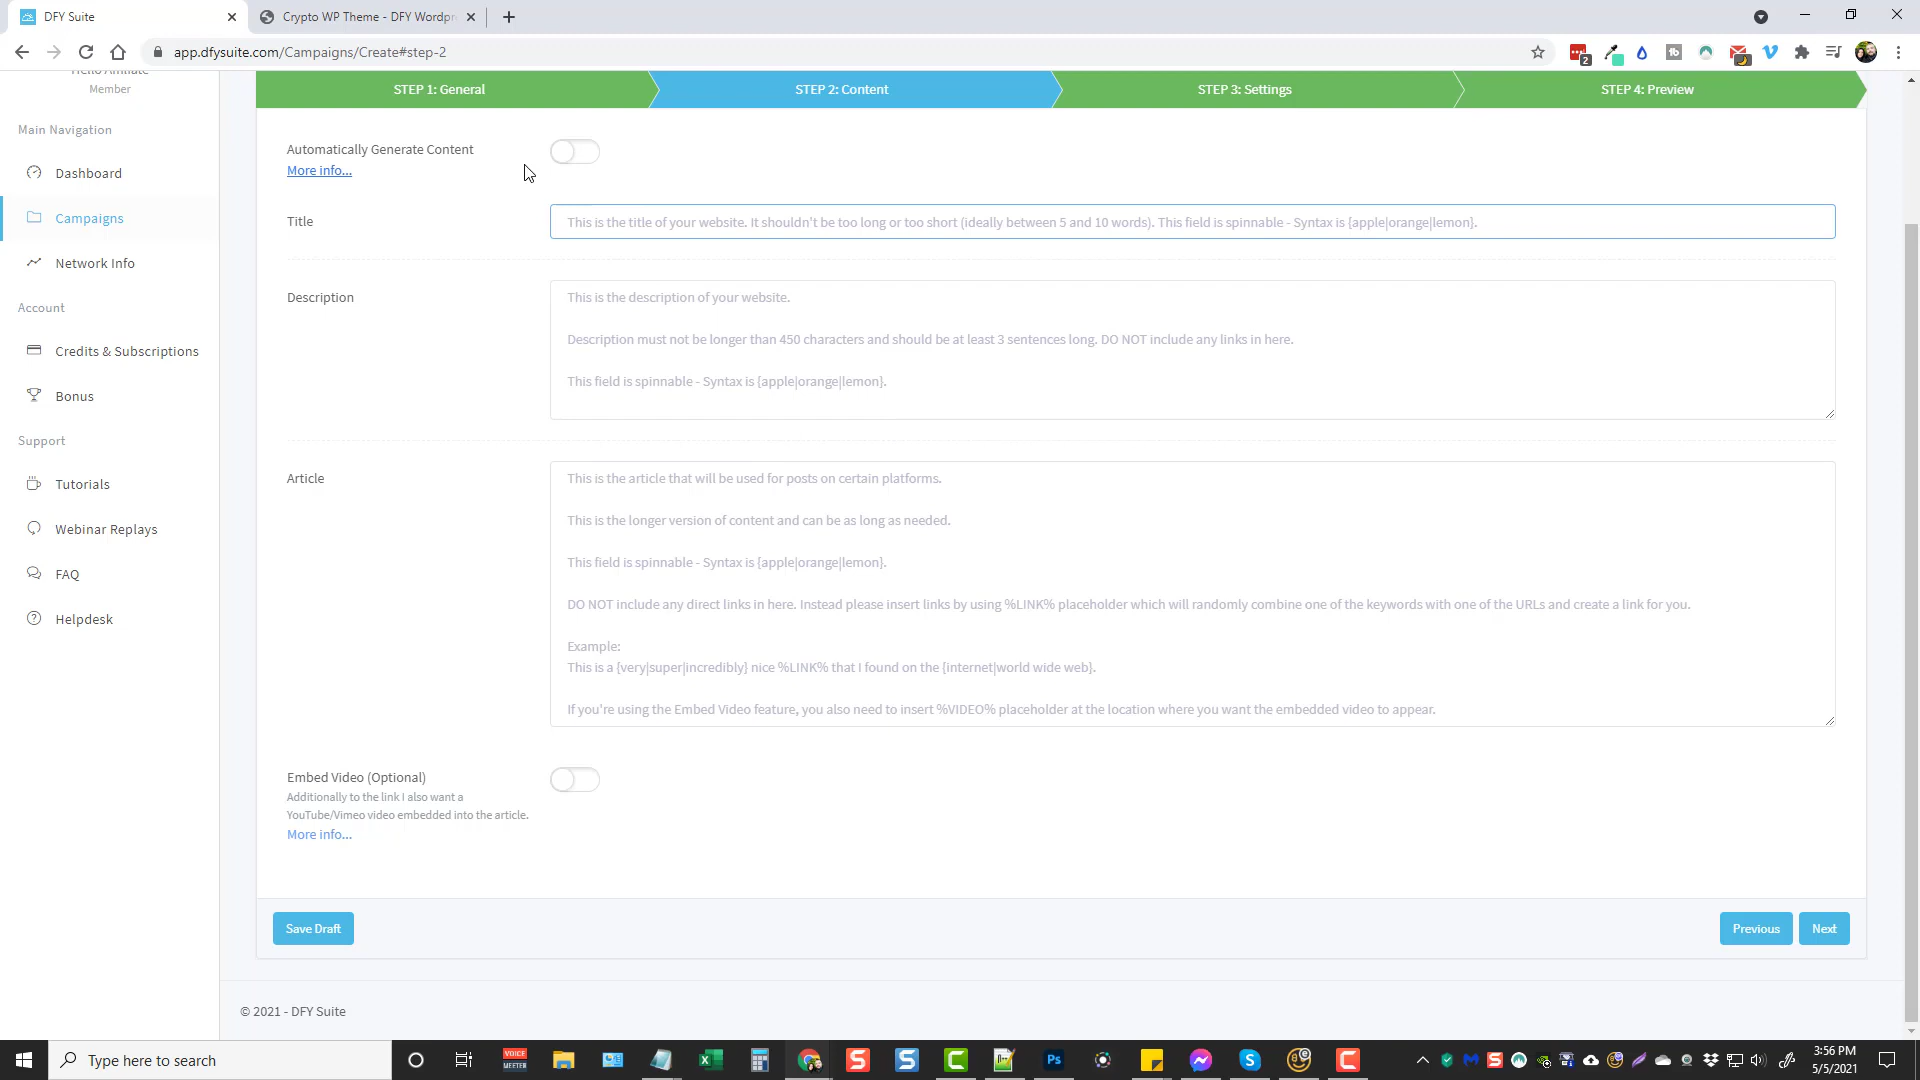 DFY Suite
Crypto WP Theme - DFY Wordpr
app.dfysuite.com/Campaigns/Create#step-2
2
Hello Affiliate
Member
Main Navigation
Dashboard
Campaigns
Network Info
Account
Credits & Subscriptions
Bonus
Support
Tutorials
Webinar Replays
FAQ
Helpdesk
STEP 1: General
STEP 2: Content
STEP 3: Settings
STEP 4: Preview
Automatically Generate Content
More info...
Title
This is the title of your website. It shouldn't be too long or too short (ideally between 5 and 10 words). This field is spinnable - Syntax is {apple|orange|lemon}.
Description
This is the description of your website.
Description must not be longer than 450 characters and should be at least 3 sentences long. DO NOT include any links in here.
This field is spinnable - Syntax is {apple|orange|lemon}.
Article
This is the article that will be used for posts on certain platforms.
This is the longer version of content and can be as long as needed.
This field is spinnable - Syntax is {apple|orange|lemon}.
DO NOT include any direct links in here. Instead please insert links by using %LINK% placeholder which will randomly combine one of the keywords with one of the URLs and create a link for you.
Example:
This is a {very|super|incredibly} nice %LINK% that I found on the {internet|world wide web}.
If you're using the Embed Video feature, you also need to insert %VIDEO% placeholder at the location where you want the embedded video to appear.
Embed Video (Optional)
Additionally to the link I also want a
YouTube/Vimeo video embedded into the article.
More info...
Save Draft
Previous
Next
© 2021 - DFY Suite
Type here to search
VOICE
MEETER
Ps
3:56 PM
5/5/2021